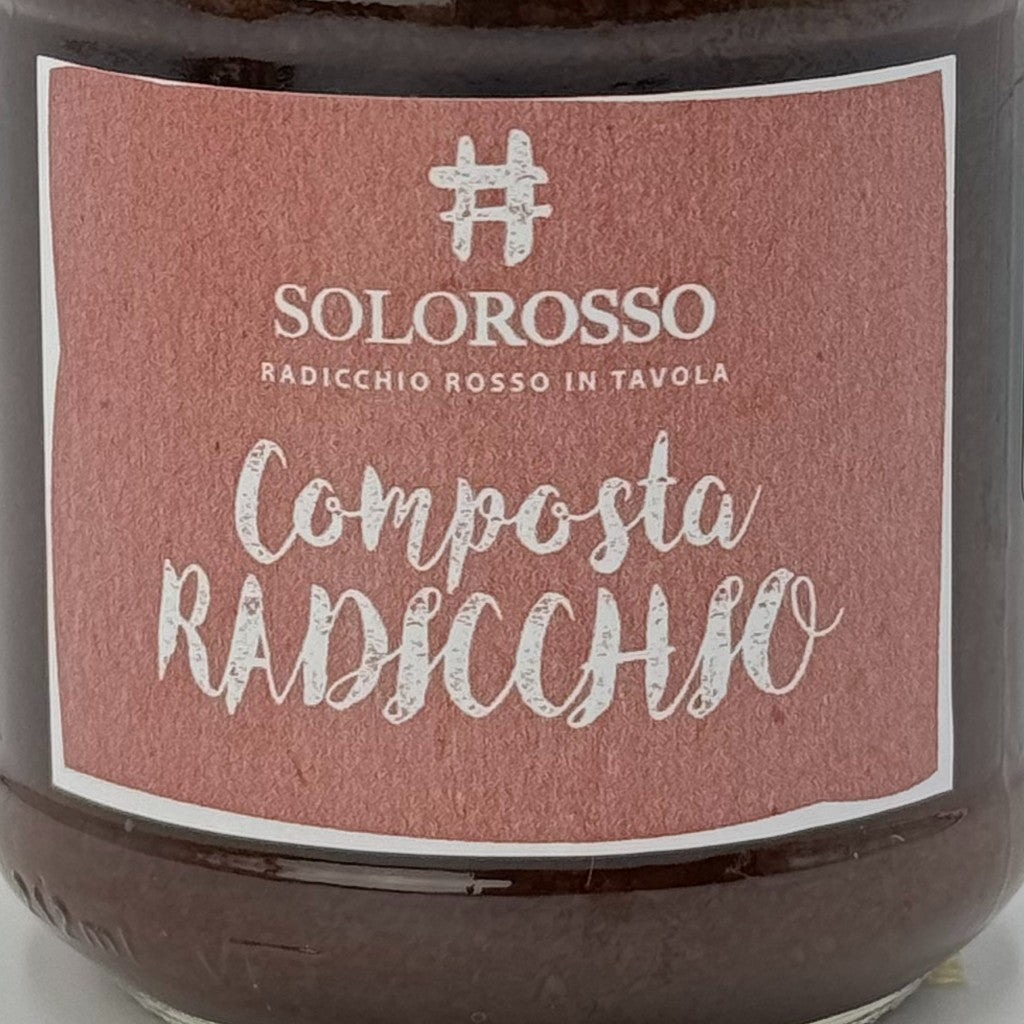 #
SOLOROSSO
RADICCHIO ROSSO IN TAVOLA
Composta
RADICCHIO